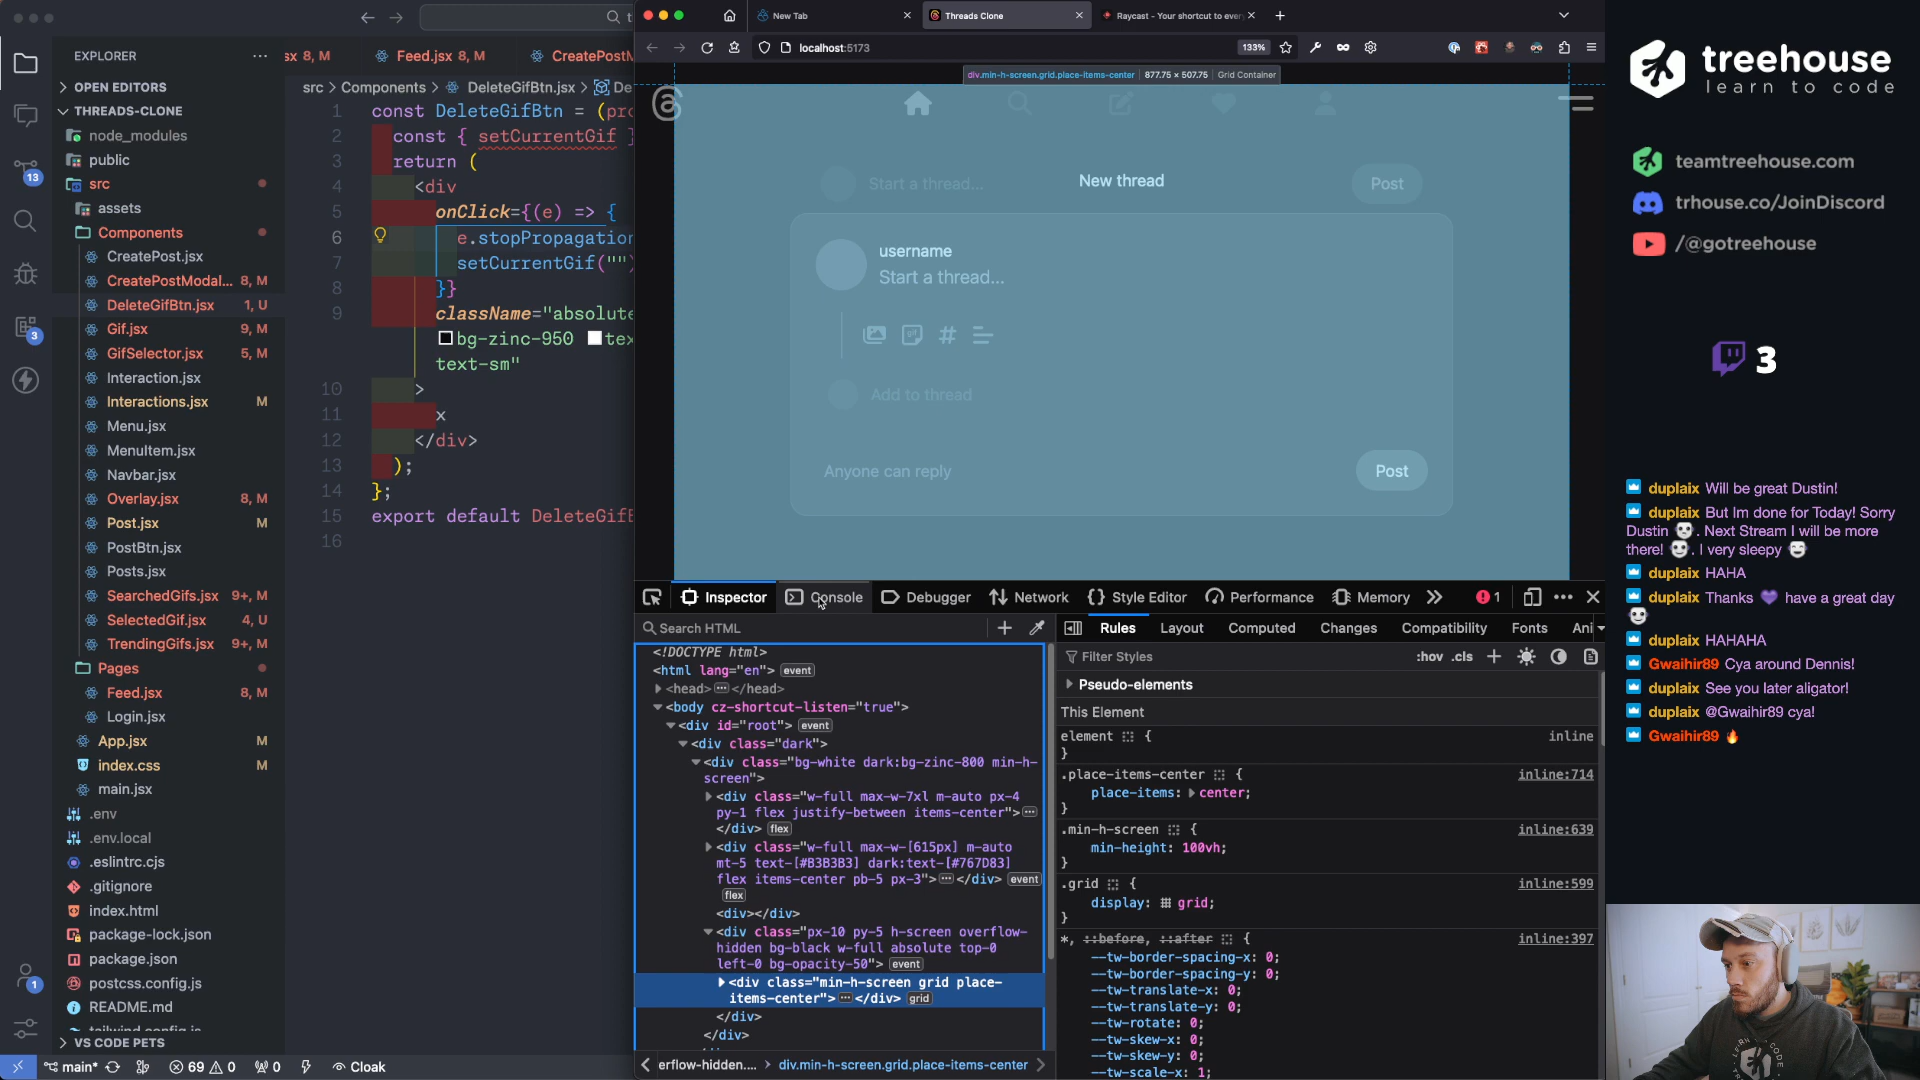 EXPLORER
OPEN EDITORS
THREADS-CLONE
node_modules
public
src
assets
Components
CreatePost.jsx
CreatePostModal... 8, M
DeleteGifBtn.jsx 1, U
Gif.jsx 9, M
GifSelector.jsx 5, M
Interaction.jsx
Interactions.jsx M
Menu.jsx
MenuItem.jsx
Navbar.jsx
Overlay.jsx 8, M
Post.jsx M
PostBtn.jsx
Posts.jsx
SearchedGifs.jsx 9+, M
SelectedGif.jsx 4, U
TrendingGifs.jsx 9+, M
Pages
Feed.jsx 8, M
Login.jsx
App.jsx M
index.css M
main.jsx
.env
.env.local
.eslintrc.cjs
.gitignore
index.html
package-lock.json
package.json
postcss.config.js
README.md
tailwind.config.js
VS CODE PETS
13
3
1
main* 69 0 0 Cloak
sx 8, M Feed.jsx 8, M CreatePostM
src > Components > DeleteGifBtn.jsx > De
1 const DeleteGifBtn = (pro
2 const { setCurrentGif }
3 return (
4 <div
5 onClick={(e) => {
6 e.stopPropagation
7 setCurrentGif("")
8 }}
9 className="absolute
bg-zinc-950 tex
text-sm"
10 >
11 x
12 </div>
13 );
14 };
15 export default DeleteGifB
16
New Tab
Threads Clone
Raycast - Your shortcut to ever
localhost:5173
133%
div.min-h-screen.grid.place-items-center | 877.75 × 507.75 | Grid Container
Start a thread...
New thread
Post
username
Start a thread...
Add to thread
Anyone can reply
Post
Inspector Console Debugger Network Style Editor Performance Memory 1
Search HTML
<!DOCTYPE html>
<html lang="en"> event
<head></head>
<body cz-shortcut-listen="true">
<div id="root"> event
<div class="dark">
<div class="bg-white dark:bg-zinc-800 min-h-
screen">
<div class="w-full max-w-7xl m-auto px-4
py-1 flex justify-between items-center">
</div> flex
<div class="w-full max-w-[615px] m-auto
mt-5 text-[#B3B3B3] dark:text-[#767D83]
flex items-center pb-5 px-3"></div> event
flex
<div></div>
<div class="px-10 py-5 h-screen overflow-
hidden bg-black w-full absolute top-0
left-0 bg-opacity-50"> event
<div class="min-h-screen grid place-
items-center"></div> grid
</div>
</div>
erflow-hidden.... > div.min-h-screen.grid.place-items-center
Rules Layout Computed Changes Compatibility Fonts Ani
Filter Styles :hov .cls
Pseudo-elements
This Element
element { inline
}
.place-items-center { inline:714
place-items: center;
}
.min-h-screen { inline:639
min-height: 100vh;
}
.grid { inline:599
display: grid;
}
*, ::before, ::after { inline:397
--tw-border-spacing-x: 0;
--tw-border-spacing-y: 0;
--tw-translate-x: 0;
--tw-translate-y: 0;
--tw-rotate: 0;
--tw-skew-x: 0;
--tw-skew-y: 0;
--tw-scale-x: 1;
treehouse
learn to code
teamtreehouse.com
trhouse.co/JoinDiscord
/@gotreehouse
3
duplaix Will be great Dustin!
duplaix But Im done for Today! Sorry
Dustin . Next Stream I will be more
there! . I very sleepy
duplaix HAHA
duplaix Thanks 💜 have a great day
duplaix HAHAHA
Gwaihir89 Cya around Dennis!
duplaix See you later aligator!
duplaix @Gwaihir89 cya!
Gwaihir89 🔥